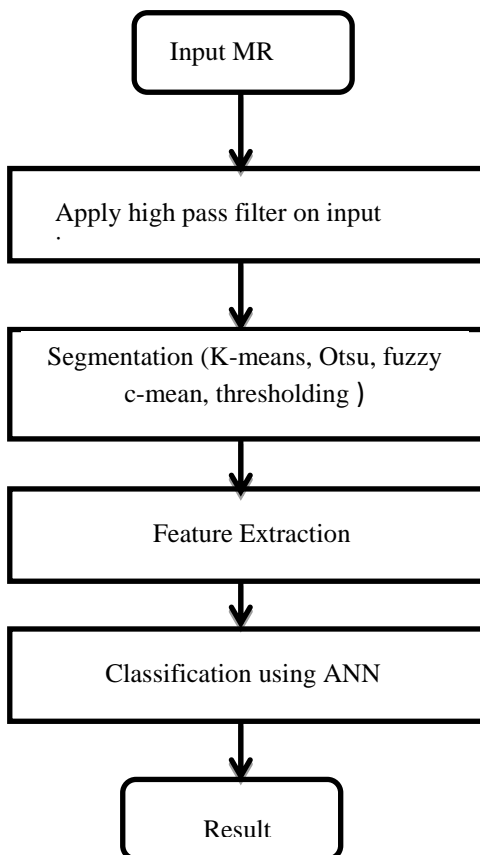 Input MR
Apply high pass filter on input
Segmentation (K-means, Otsu, fuzzy
c-mean, thresholding )
Feature Extraction
Classification using ANN
Result